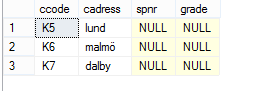 ccode cadress spnr grade
1 K5 lund NULL NULL
2 K6 malmö NULL NULL
3 K7 dalby NULL NULL